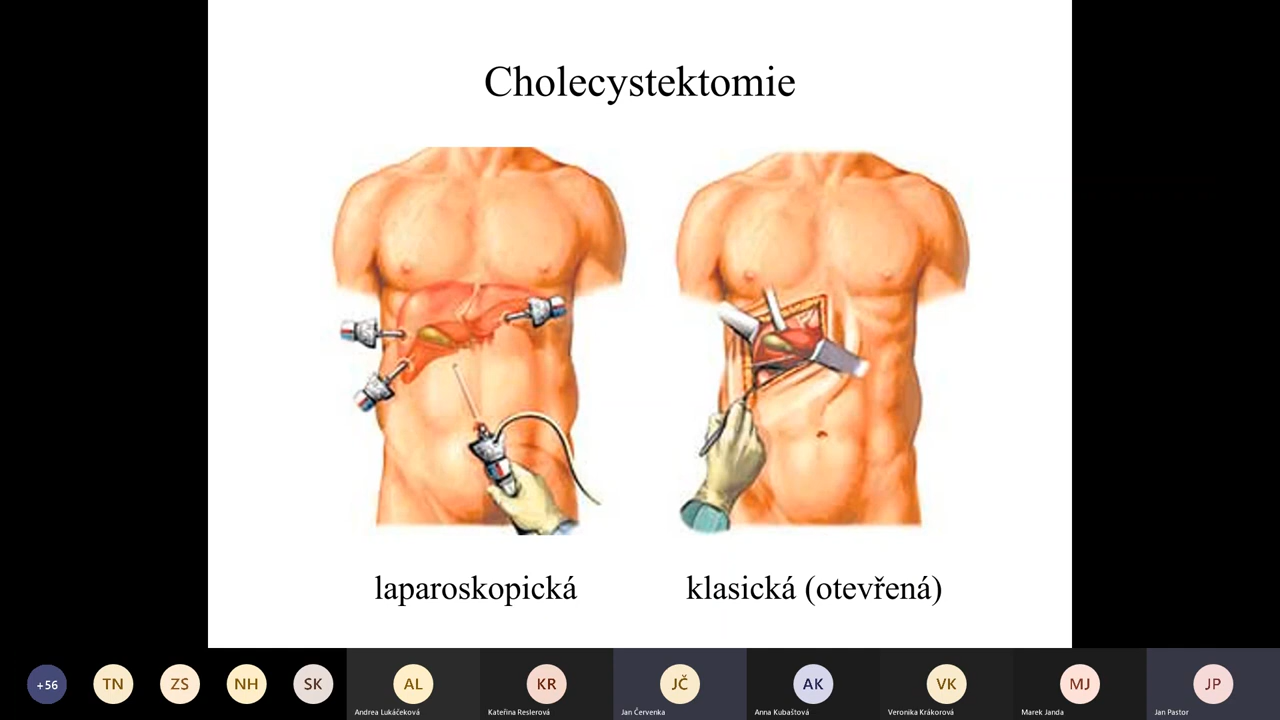 Cholecystektomie
laparoskopická
klasická (otevřená)
+56
TN
ZS
NH
SK
AL
KR
JČ
AK
VK
MJ
JP
Andrea Lukáčeková
Kateřina Reslerová
Jan Červenka
Anna Kubaštová
Veronika Krákorová
Marek Janda
Jan Pastor